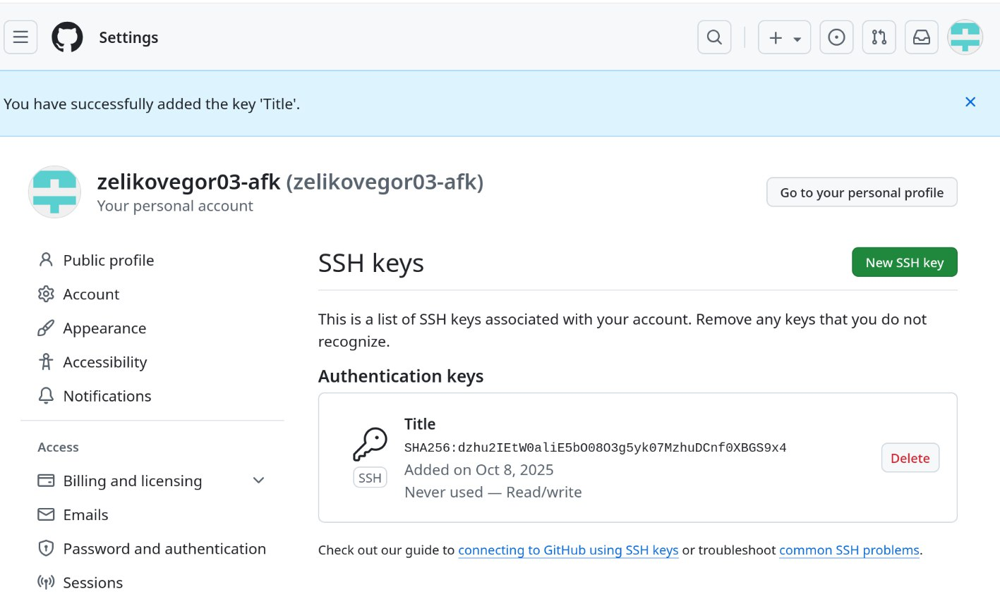 Settings
You have successfully added the key 'Title'.
zelikovegor03-afk (zelikovegor03-afk)
Your personal account
Go to your personal profile
Public profile
Account
Appearance
Accessibility
Notifications
Access
Billing and licensing
Emails
Password and authentication
Sessions
SSH keys
New SSH key
This is a list of SSH keys associated with your account. Remove any keys that you do not
recognize.
Authentication keys
Title
SHA256:dzhu2IEtW0aliE5bO08O3g5yk07MzhuDCnf0XBGS9x4
Added on Oct 8, 2025
Never used — Read/write
SSH
Delete
Check out our guide to connecting to GitHub using SSH keys or troubleshoot common SSH problems.